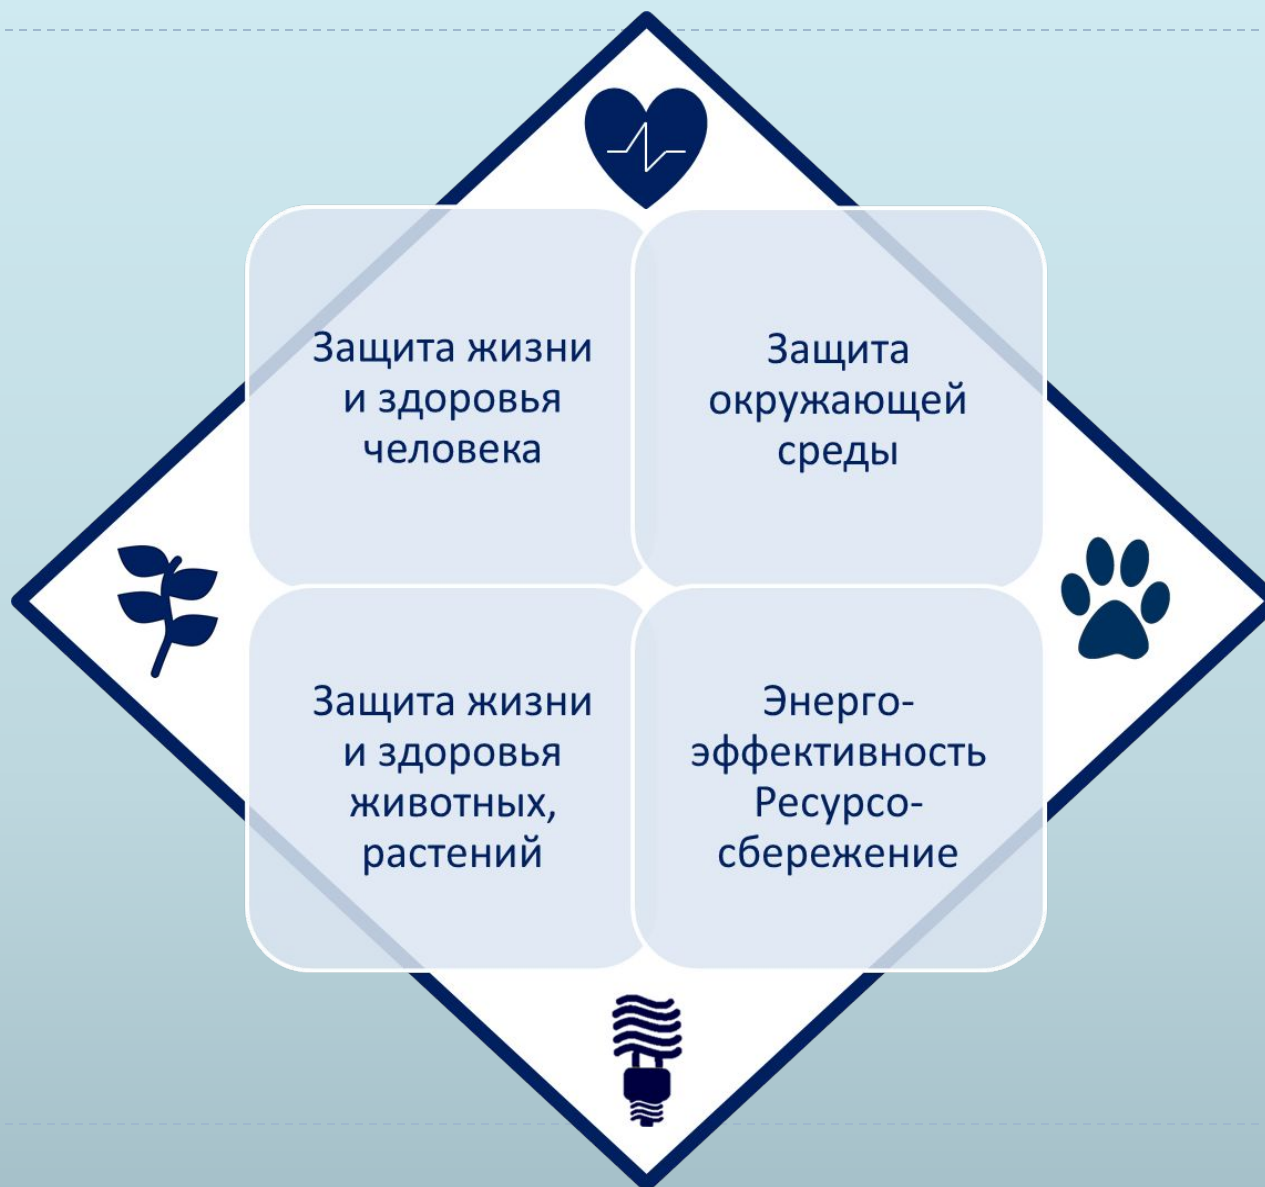 Защита жизни
и здоровья
человека
Защита
окружающей
среды
Защита жизни
и здоровья
животных,
растений
Энерго-
эффективность
Ресурсо-
сбережение